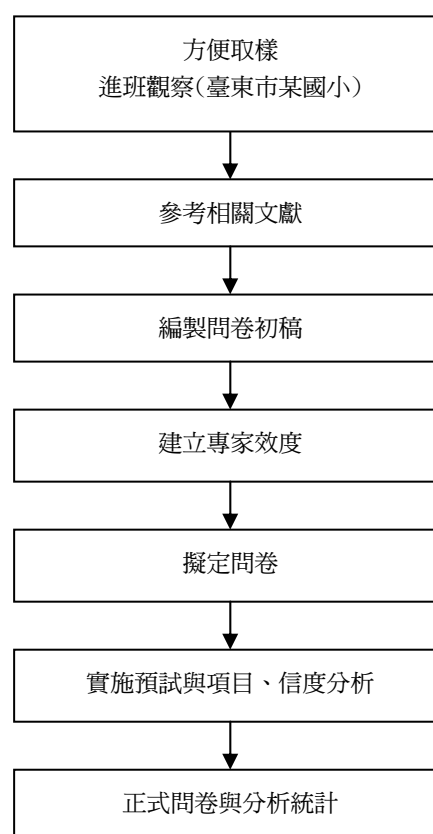 方便取樣
進班觀察(臺東市某國小)
參考相關文獻
編製問卷初稿
建立專家效度
擬定問卷
實施預試與項目、信度分析
正式問卷與分析統計